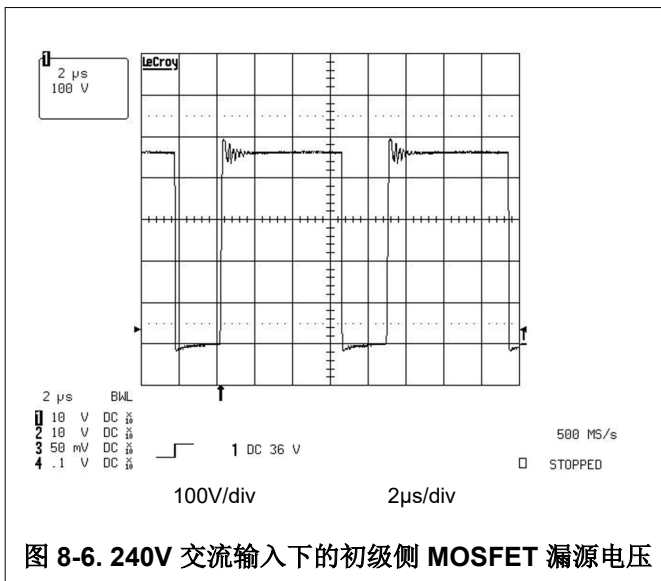 1
2 µs
100 V
LeCroy
2 µs BWL
1 10 V DC X10
2 10 V DC X10
3 50 mV DC X10
4 .1 V DC X10
1 DC 36 V
500 MS/s
STOPPED
100V/div 2µs/div
图 8-6. 240V 交流输入下的初级侧 MOSFET 漏源电压